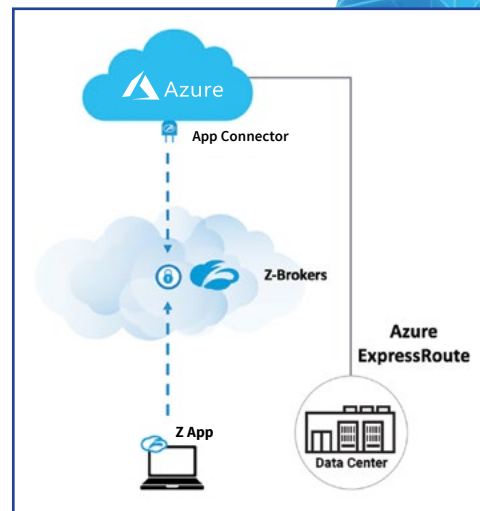 Azure
App Connector
Z-Brokers
Azure
ExpressRoute
Z App
Data Center